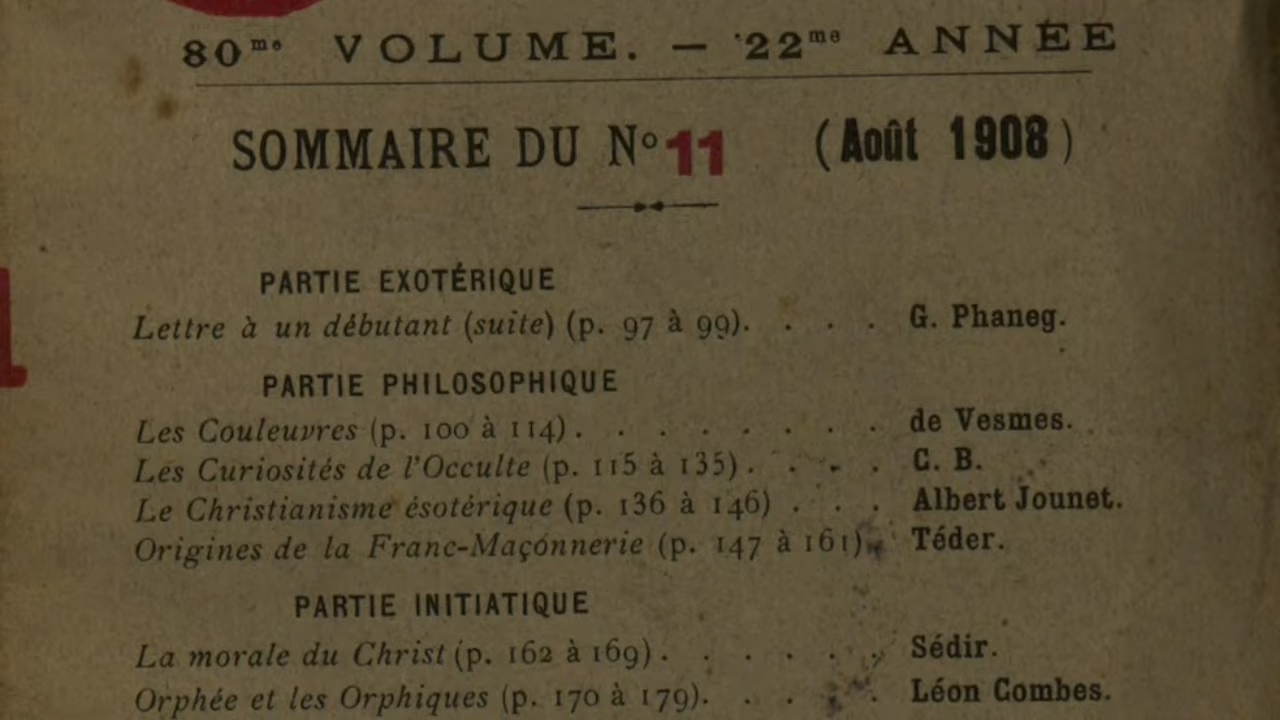 80me VOLUME. — 22me ANNÉE
SOMMAIRE DU No 11 (Août 1908)
PARTIE EXOTÉRIQUE
Lettre à un débutant (suite) (p. 97 à 99). . . . G. Phaneg.
PARTIE PHILOSOPHIQUE
Les Couleuvres (p. 100 à 114). . . . . . . . . de Vesmes.
Les Curiosités de l'Occulte (p. 115 à 135). . . . C. B.
Le Christianisme ésotérique (p. 136 à 146) . . . Albert Jounet.
Origines de la Franc-Maçonnerie (p. 147 à 161). Téder.
PARTIE INITIATIQUE
La morale du Christ (p. 162 à 169). . . . . . Sédir.
Orphée et les Orphiques (p. 170 à 179). . . . . Léon Combes.